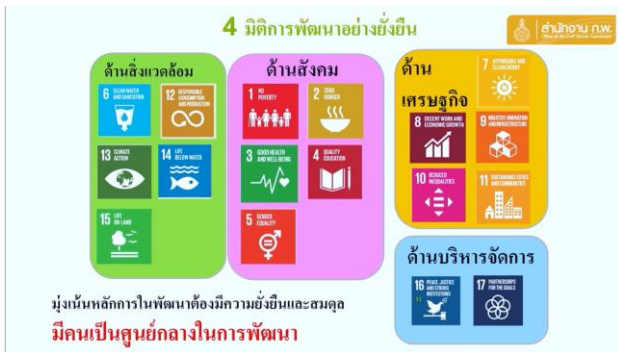 4 มิติการพัฒนาอย่างยั่งยืน
สำนักงาน ก.พ.
Office of the Civil Service Commission
ด้านสิ่งแวดล้อม
6 CLEAN WATER
AND SANITATION
12 RESPONSIBLE
CONSUMPTION
AND PRODUCTION
13 CLIMATE
ACTION
14 LIFE
BELOW WATER
15 LIFE
ON LAND
ด้านสังคม
1 NO
POVERTY
2 ZERO
HUNGER
3 GOOD HEALTH
AND WELL-BEING
4 QUALITY
EDUCATION
5 GENDER
EQUALITY
ด้าน
เศรษฐกิจ
7 AFFORDABLE AND
CLEAN ENERGY
8 DECENT WORK AND
ECONOMIC GROWTH
9 INDUSTRY, INNOVATION
AND INFRASTRUCTURE
10 REDUCED
INEQUALITIES
11 SUSTAINABLE CITIES
AND COMMUNITIES
ด้านบริหารจัดการ
16 PEACE, JUSTICE
AND STRONG
INSTITUTIONS
17 PARTNERSHIPS
FOR THE GOALS
มุ่งเน้นหลักการในพัฒนาต้องมีความยั่งยืนและสมดุล
มีคนเป็นศูนย์กลางในการพัฒนา